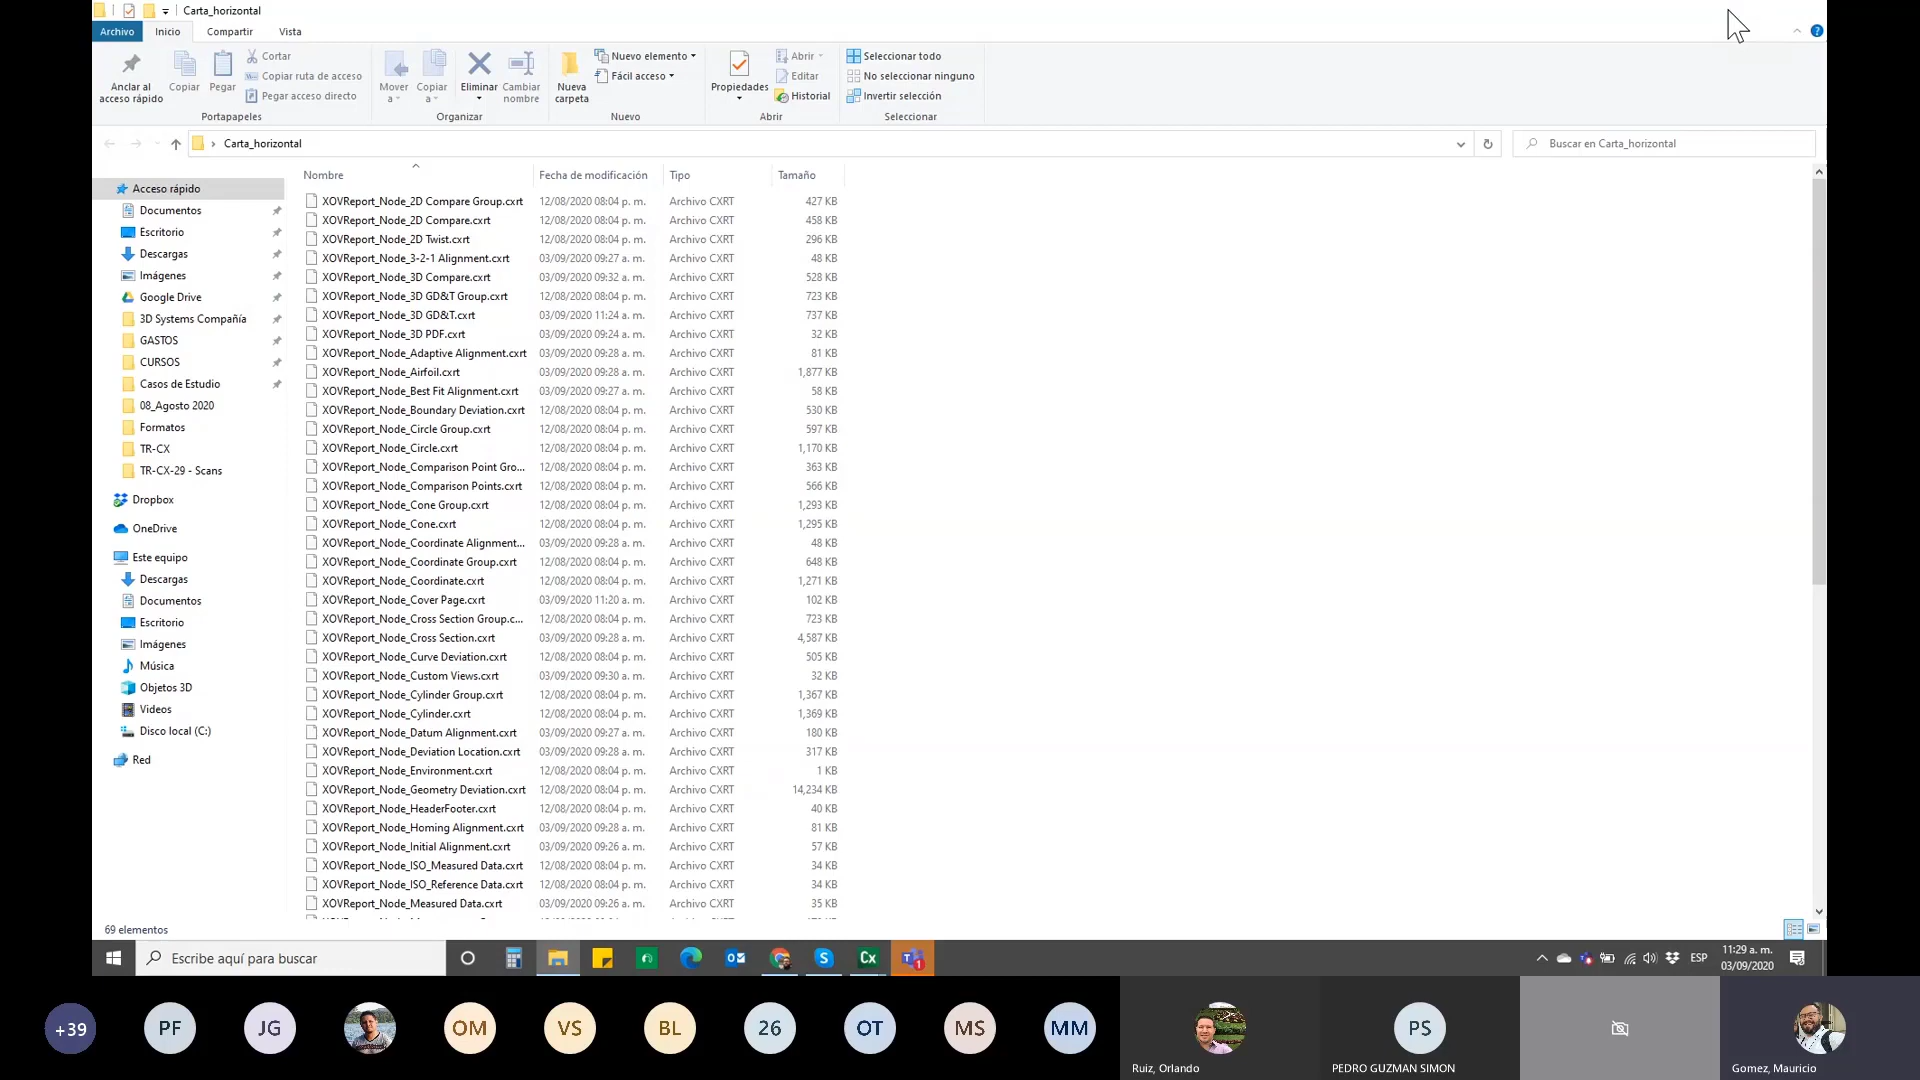 Carta_horizontal
Archivo Inicio Compartir Vista
Anclar al acceso rápido
Copiar
Pegar
Cortar
Copiar ruta de acceso
Pegar acceso directo
Portapapeles
Mover a
Copiar a
Eliminar
Cambiar nombre
Organizar
Nueva carpeta
Nuevo elemento
Fácil acceso
Nuevo
Propiedades
Abrir
Editar
Historial
Abrir
Seleccionar todo
No seleccionar ninguno
Invertir selección
Seleccionar
Carta_horizontal
Buscar en Carta_horizontal
Acceso rápido
Documentos
Escritorio
Descargas
Imágenes
Google Drive
3D Systems Compañía
GASTOS
CURSOS
Casos de Estudio
08_Agosto 2020
Formatos
TR-CX
TR-CX-29 - Scans
Dropbox
OneDrive
Este equipo
Descargas
Documentos
Escritorio
Imágenes
Música
Objetos 3D
Videos
Disco local (C:)
Red
Nombre Fecha de modificación Tipo Tamaño
XOVReport_Node_2D Compare Group.cxrt 12/08/2020 08:04 p. m. Archivo CXRT 427 KB
XOVReport_Node_2D Compare.cxrt 12/08/2020 08:04 p. m. Archivo CXRT 458 KB
XOVReport_Node_2D Twist.cxrt 12/08/2020 08:04 p. m. Archivo CXRT 296 KB
XOVReport_Node_3-2-1 Alignment.cxrt 03/09/2020 09:27 a. m. Archivo CXRT 48 KB
XOVReport_Node_3D Compare.cxrt 03/09/2020 09:32 a. m. Archivo CXRT 528 KB
XOVReport_Node_3D GD&T Group.cxrt 12/08/2020 08:04 p. m. Archivo CXRT 723 KB
XOVReport_Node_3D GD&T.cxrt 03/09/2020 11:24 a. m. Archivo CXRT 737 KB
XOVReport_Node_3D PDF.cxrt 03/09/2020 09:24 a. m. Archivo CXRT 32 KB
XOVReport_Node_Adaptive Alignment.cxrt 03/09/2020 09:28 a. m. Archivo CXRT 81 KB
XOVReport_Node_Airfoil.cxrt 03/09/2020 09:28 a. m. Archivo CXRT 1,877 KB
XOVReport_Node_Best Fit Alignment.cxrt 03/09/2020 09:27 a. m. Archivo CXRT 58 KB
XOVReport_Node_Boundary Deviation.cxrt 12/08/2020 08:04 p. m. Archivo CXRT 530 KB
XOVReport_Node_Circle Group.cxrt 12/08/2020 08:04 p. m. Archivo CXRT 597 KB
XOVReport_Node_Circle.cxrt 12/08/2020 08:04 p. m. Archivo CXRT 1,170 KB
XOVReport_Node_Comparison Point Gro... 12/08/2020 08:04 p. m. Archivo CXRT 363 KB
XOVReport_Node_Comparison Points.cxrt 12/08/2020 08:04 p. m. Archivo CXRT 566 KB
XOVReport_Node_Cone Group.cxrt 12/08/2020 08:04 p. m. Archivo CXRT 1,293 KB
XOVReport_Node_Cone.cxrt 12/08/2020 08:04 p. m. Archivo CXRT 1,295 KB
XOVReport_Node_Coordinate Alignment... 03/09/2020 09:28 a. m. Archivo CXRT 48 KB
XOVReport_Node_Coordinate Group.cxrt 12/08/2020 08:04 p. m. Archivo CXRT 648 KB
XOVReport_Node_Coordinate.cxrt 12/08/2020 08:04 p. m. Archivo CXRT 1,271 KB
XOVReport_Node_Cover Page.cxrt 03/09/2020 11:20 a. m. Archivo CXRT 102 KB
XOVReport_Node_Cross Section Group.c... 12/08/2020 08:04 p. m. Archivo CXRT 723 KB
XOVReport_Node_Cross Section.cxrt 03/09/2020 09:28 a. m. Archivo CXRT 4,587 KB
XOVReport_Node_Curve Deviation.cxrt 12/08/2020 08:04 p. m. Archivo CXRT 505 KB
XOVReport_Node_Custom Views.cxrt 03/09/2020 09:30 a. m. Archivo CXRT 32 KB
XOVReport_Node_Cylinder Group.cxrt 12/08/2020 08:04 p. m. Archivo CXRT 1,367 KB
XOVReport_Node_Cylinder.cxrt 12/08/2020 08:04 p. m. Archivo CXRT 1,369 KB
XOVReport_Node_Datum Alignment.cxrt 03/09/2020 09:27 a. m. Archivo CXRT 180 KB
XOVReport_Node_Deviation Location.cxrt 03/09/2020 09:28 a. m. Archivo CXRT 317 KB
XOVReport_Node_Environment.cxrt 12/08/2020 08:04 p. m. Archivo CXRT 1 KB
XOVReport_Node_Geometry Deviation.cxrt 12/08/2020 08:04 p. m. Archivo CXRT 14,234 KB
XOVReport_Node_HeaderFooter.cxrt 12/08/2020 08:04 p. m. Archivo CXRT 40 KB
XOVReport_Node_Homing Alignment.cxrt 03/09/2020 09:28 a. m. Archivo CXRT 81 KB
XOVReport_Node_Initial Alignment.cxrt 03/09/2020 09:26 a. m. Archivo CXRT 57 KB
XOVReport_Node_ISO_Measured Data.cxrt 12/08/2020 08:04 p. m. Archivo CXRT 34 KB
XOVReport_Node_ISO_Reference Data.cxrt 12/08/2020 08:04 p. m. Archivo CXRT 34 KB
XOVReport_Node_Measured Data.cxrt 03/09/2020 09:26 a. m. Archivo CXRT 35 KB
69 elementos
Escribe aquí para buscar
Cx
ESP
11:29 a. m.
03/09/2020
+39 PF JG OM VS BL 26 OT MS MM PS
Ruiz, Orlando
PEDRO GUZMAN SIMON
Gomez, Mauricio